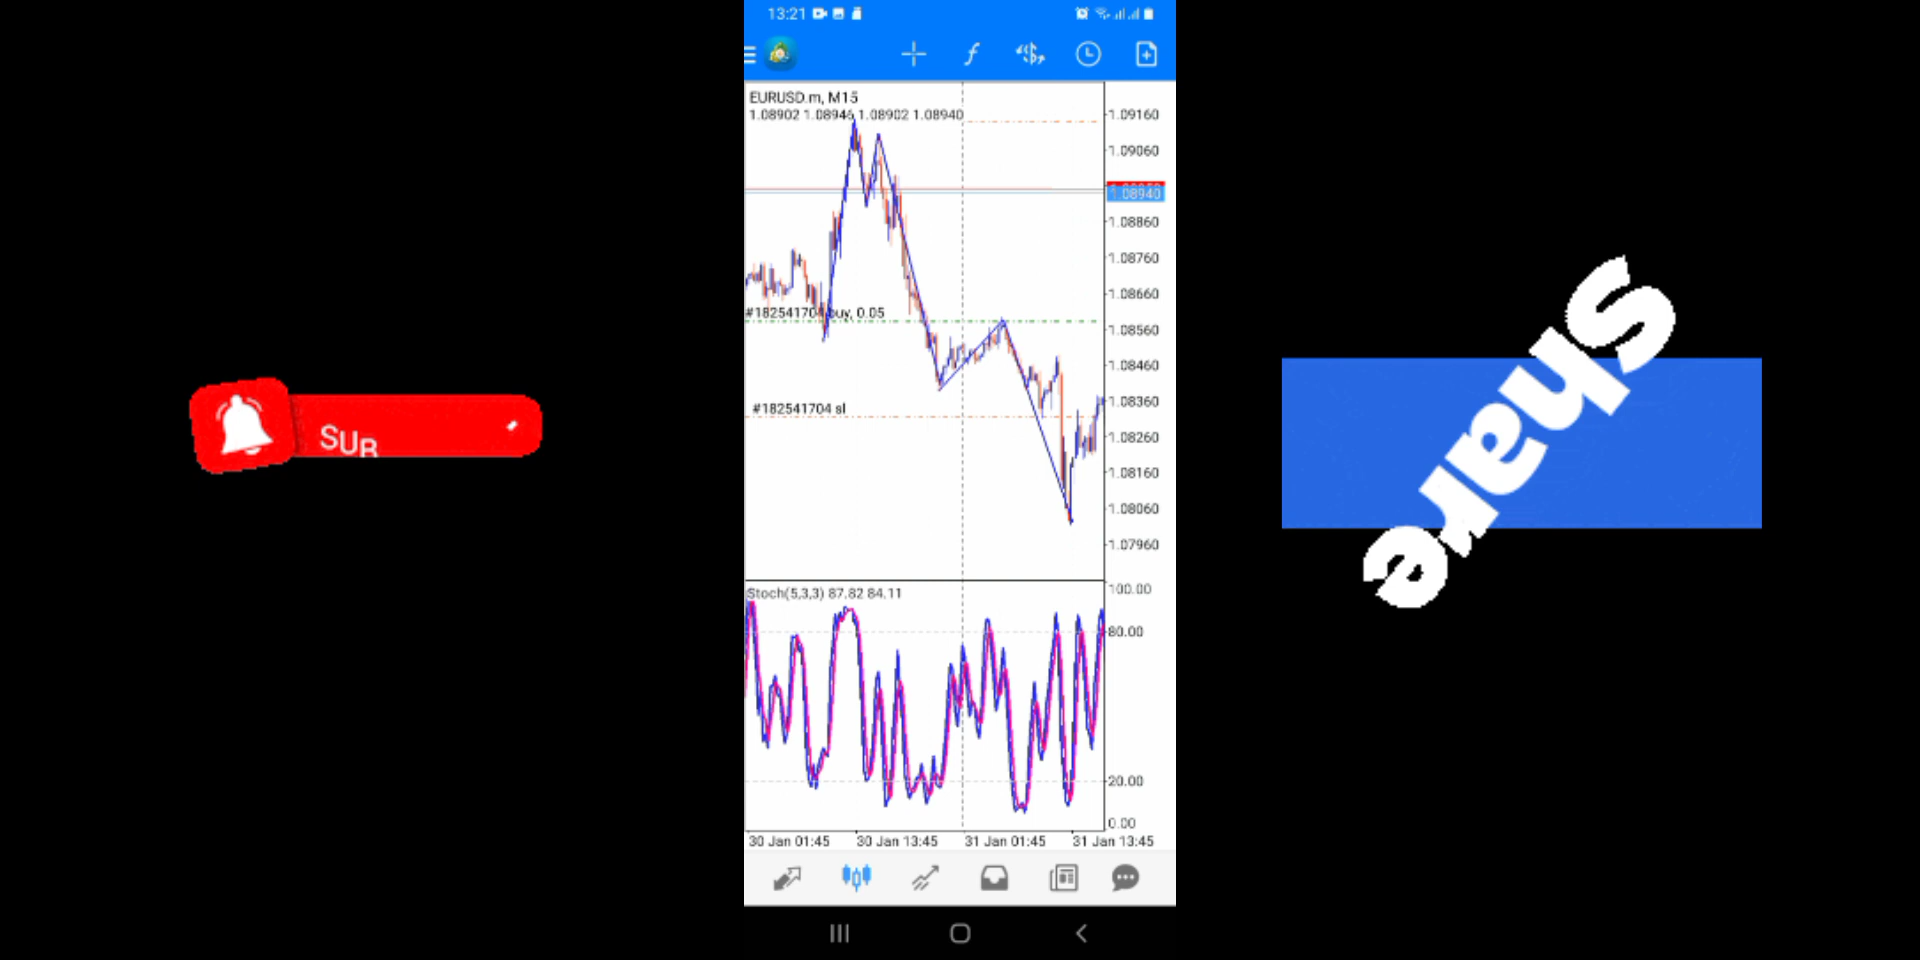 13:21
EURUSD.m, M15
1.08902 1.08946 1.08902 1.08940
1.09160
1.09060
1.08940
1.08860
1.08760
1.08660
#182541704 buy, 0.05
1.08560
1.08460
#182541704 sl
1.08360
1.08260
1.08160
1.08060
1.07960
Stoch(5,3,3) 87.82 84.11
100.00
80.00
20.00
0.00
30 Jan 01:45
30 Jan 13:45
31 Jan 01:45
31 Jan 13:45
SUB
Share